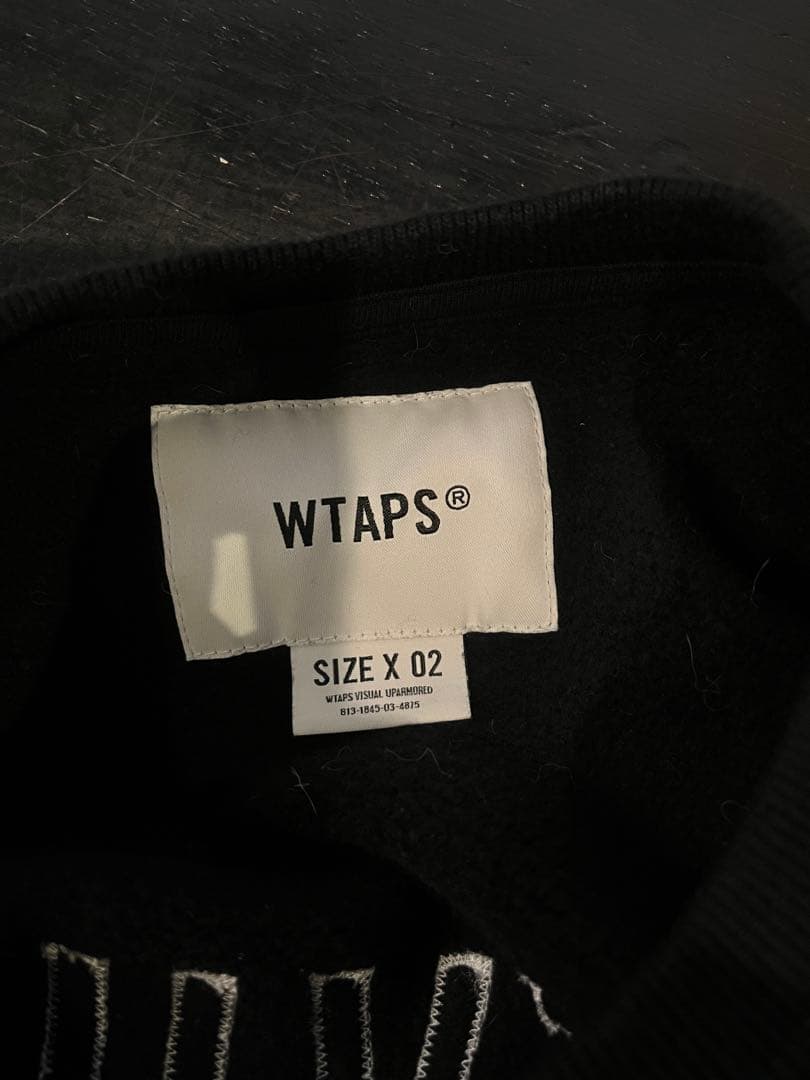 WTAPS®
SIZE X 02
WTAPS VISUAL UPARMORED
813-1845-03-4875